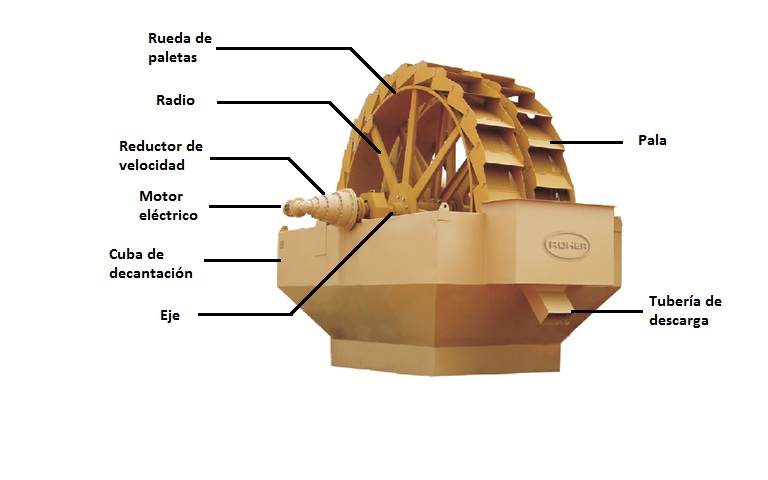 Rueda de
paletas
Radio
Reductor de
velocidad
Motor
eléctrico
Cuba de
decantación
Eje
Pala
Tubería de
descarga
ROHER